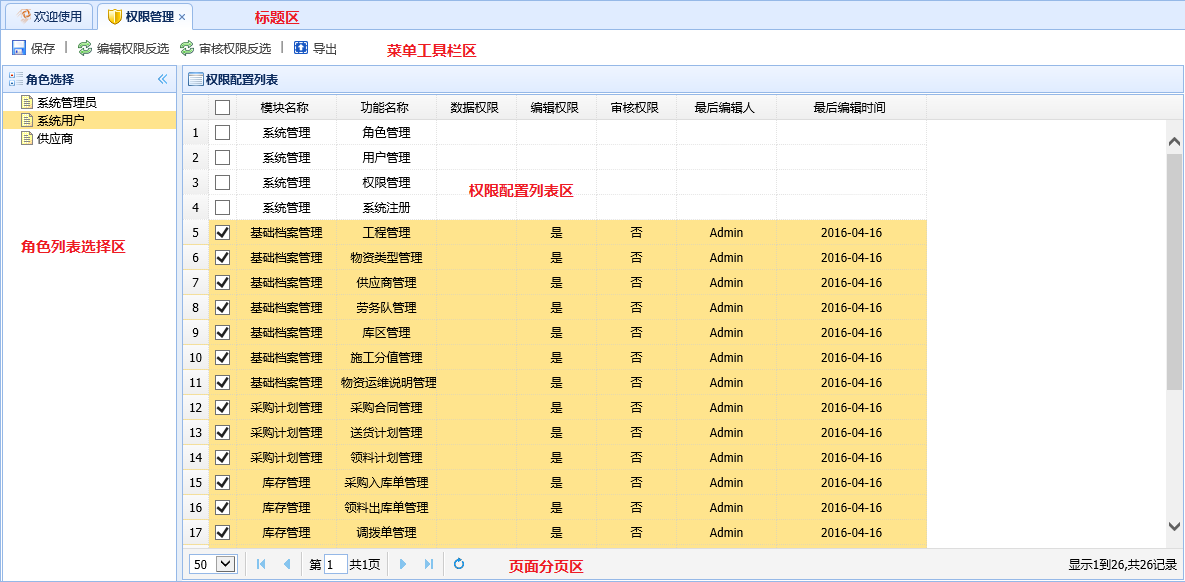 欢迎使用 权限管理 × 标题区
保存 | 编辑权限反选 审核权限反选 | 导出 菜单工具栏区
角色选择
系统管理员
系统用户
供应商
角色列表选择区
权限配置列表
模块名称 功能名称 数据权限 编辑权限 审核权限 最后编辑人 最后编辑时间
1 系统管理 角色管理
2 系统管理 用户管理
3 系统管理 权限管理
权限配置列表区
4 系统管理 系统注册
5 基础档案管理 工程管理 是 否 Admin 2016-04-16
6 基础档案管理 物资类型管理 是 否 Admin 2016-04-16
7 基础档案管理 供应商管理 是 否 Admin 2016-04-16
8 基础档案管理 劳务队管理 是 否 Admin 2016-04-16
9 基础档案管理 库区管理 是 否 Admin 2016-04-16
10 基础档案管理 施工分值管理 是 否 Admin 2016-04-16
11 基础档案管理 物资运维说明管理 是 否 Admin 2016-04-16
12 采购计划管理 采购合同管理 是 否 Admin 2016-04-16
13 采购计划管理 送货计划管理 是 否 Admin 2016-04-16
14 采购计划管理 领料计划管理 是 否 Admin 2016-04-16
15 库存管理 采购入库单管理 是 否 Admin 2016-04-16
16 库存管理 领料出库单管理 是 否 Admin 2016-04-16
17 库存管理 调拨单管理 是 否 Admin 2016-04-16
50 第 1 共1页 页面分页区 显示1到26,共26记录